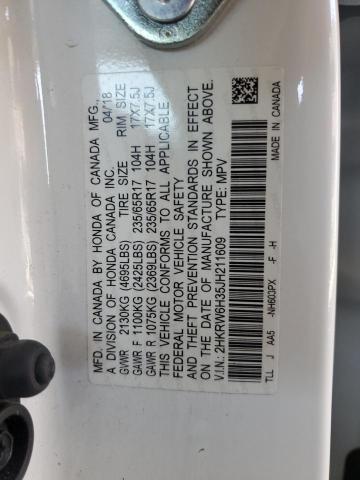 MFD. IN CANADA BY HONDA OF CANADA MFG.,
A DIVISION OF HONDA CANADA INC. 04/18
GVWR 2130KG (4695LBS) TIRE SIZE RIM SIZE
GAWR F 1100KG (2425LBS) 235/65R17 104H 17X7.5J
GAWR R 1075KG (2369LBS) 235/65R17 104H 17X7.5J
THIS VEHICLE CONFORMS TO ALL APPLICABLE
FEDERAL MOTOR VEHICLE SAFETY
AND THEFT PREVENTION STANDARDS IN EFFECT
ON THE DATE OF MANUFACTURE SHOWN ABOVE.
V.I.N.: 2HKRW6H35JH211609 TYPE: MPV
TLL J AA5 -NH603PX -F -H MADE IN CANADA